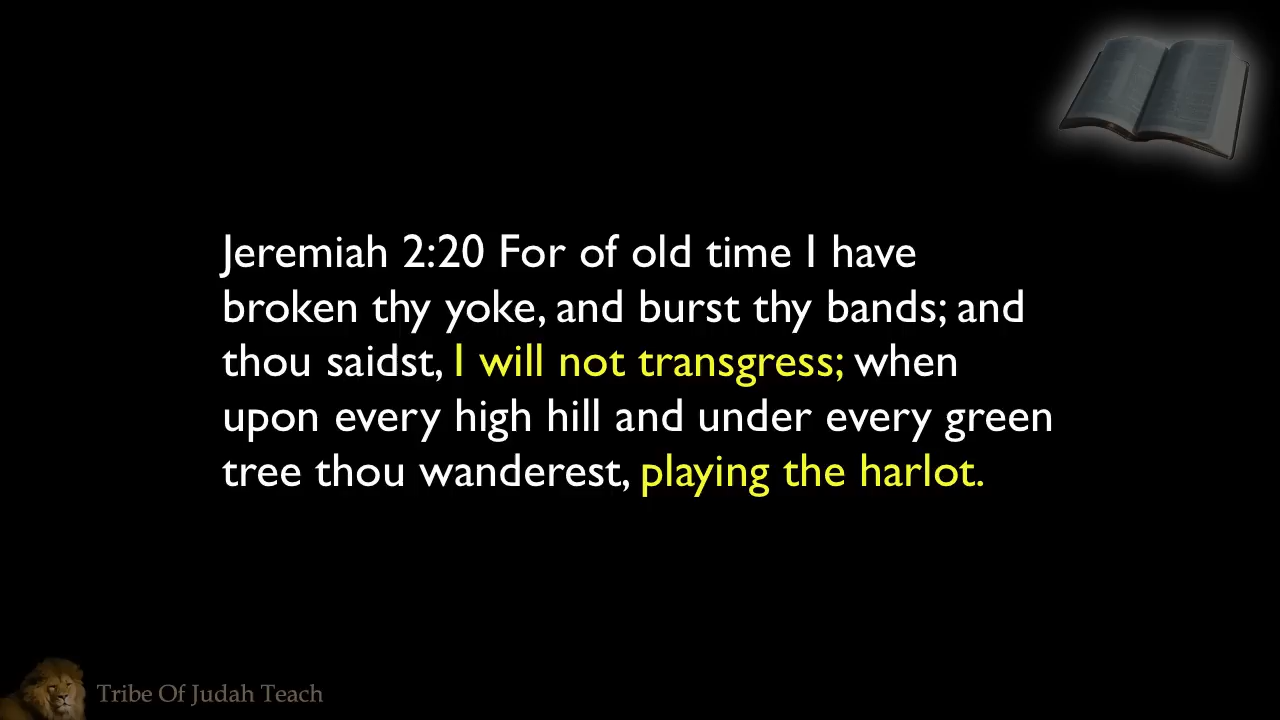 Jeremiah 2:20 For of old time I have
broken thy yoke, and burst thy bands; and
thou saidst, I will not transgress; when
upon every high hill and under every green
tree thou wanderest, playing the harlot.
Tribe Of Judah Teach